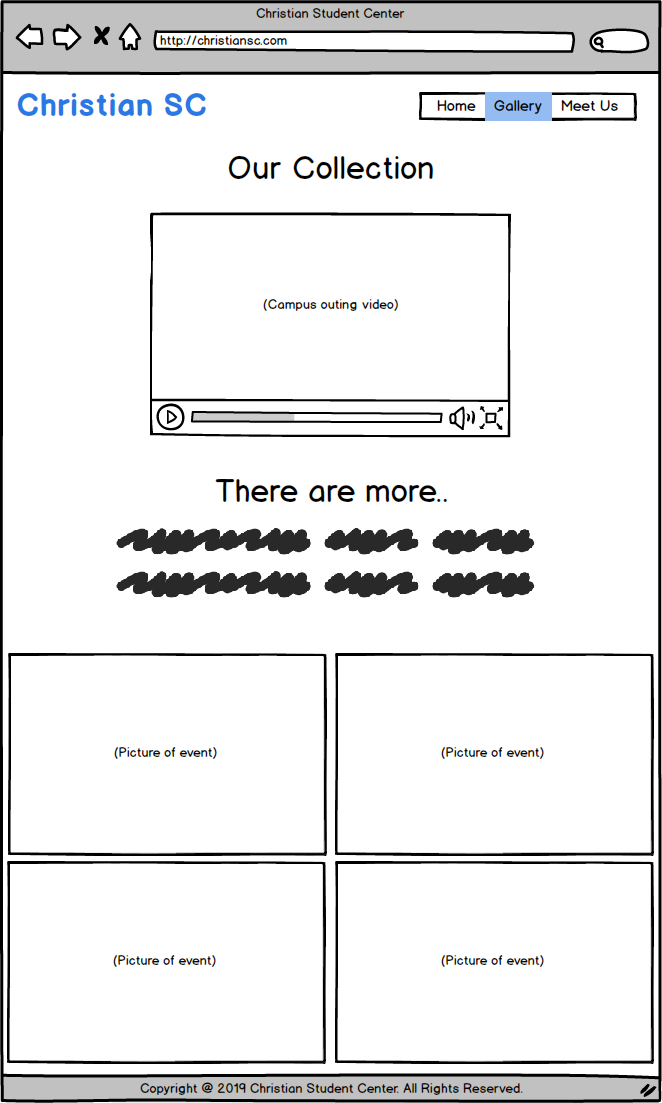 Christian Student Center
http://christiansc.com
Christian SC
Home Gallery Meet Us
Our Collection
(Campus outing video)
There are more..
(Picture of event) (Picture of event)
(Picture of event) (Picture of event)
Copyright @ 2019 Christian Student Center. All Rights Reserved.